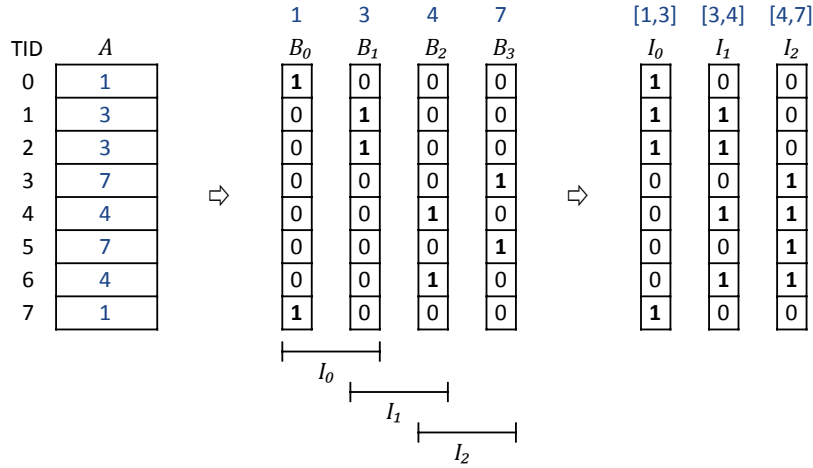 1 3 4 7 [1,3] [3,4] [4,7]
TID A B0 B1 B2 B3 I0 I1 I2
0 1 1 0 0 0 1 0 0
1 3 0 1 0 0 1 1 0
2 3 0 1 0 0 1 1 0
3 7 0 0 0 1 0 0 1
⇨ ⇨
4 4 0 0 1 0 0 1 1
5 7 0 0 0 1 0 0 1
6 4 0 0 1 0 0 1 1
7 1 1 0 0 0 1 0 0
I0
I1
I2